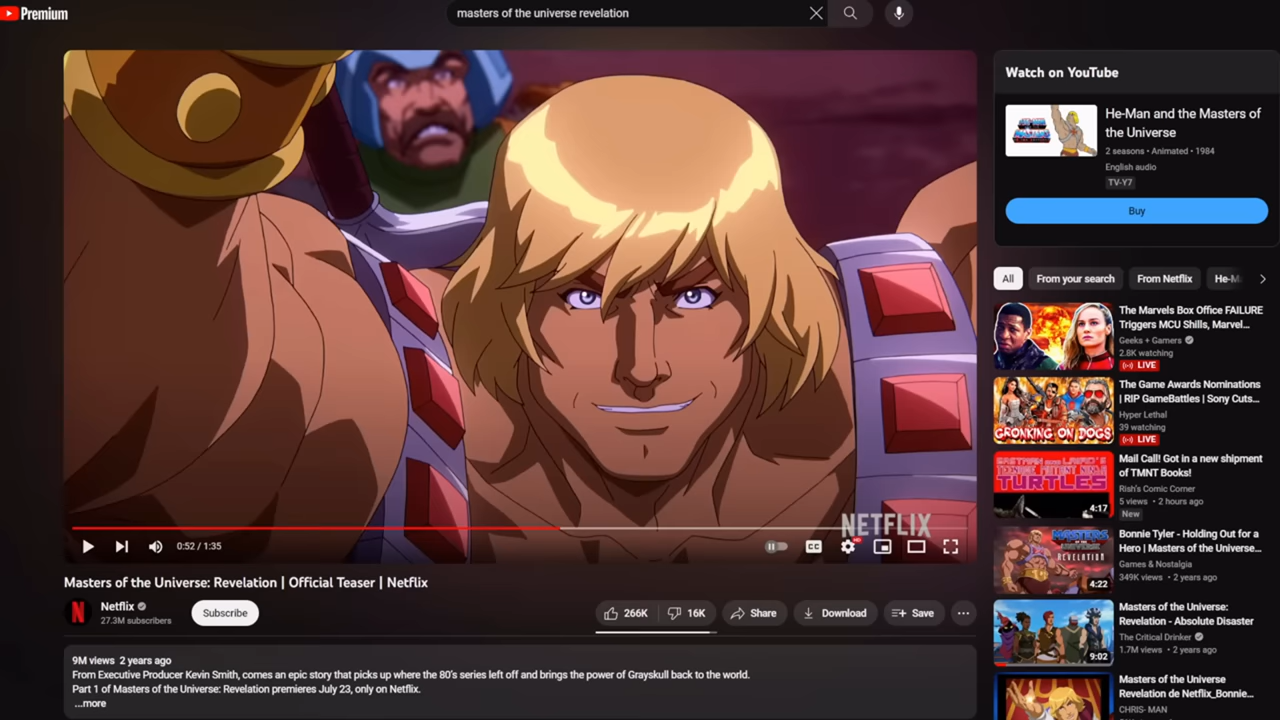 Premium
masters of the universe revelation
NETFLIX
0:52 / 1:35
CC
HD
Masters of the Universe: Revelation | Official Teaser | Netflix
N
Netflix
27.3M subscribers
Subscribe
266K
16K
Share
Download
Save
9M views 2 years ago
From Executive Producer Kevin Smith, comes an epic story that picks up where the 80's series left off and brings the power of Grayskull back to the world.
Part 1 of Masters of the Universe: Revelation premieres July 23, only on Netflix.
...more
Watch on YouTube
He-Man and the Masters of
the Universe
2 seasons • Animated • 1984
English audio
TV-Y7
Buy
All
From your search
From Netflix
He-M
The Marvels Box Office FAILURE
Triggers MCU Shills, Marvel...
Geeks + Gamers
2.8K watching
LIVE
GRONKING ON DOGS
The Game Awards Nominations
| RIP GameBattles | Sony Cuts...
Hyper Lethal
39 watching
LIVE
EASTMAN AND LAIRD'S
TEENAGE MUTANT NINJA
TURTLES
4:17
Mail Call! Got in a new shipment
of TMNT Books!
Rish's Comic Corner
5 views • 2 hours ago
New
MASTERS
OF THE
UNIVERSE
REVELATION
4:22
Bonnie Tyler - Holding Out for a
Hero | Masters of the Universe...
Games & Nostalgia
349K views • 2 years ago
9:02
Masters of the Universe:
Revelation - Absolute Disaster
The Critical Drinker
1.7M views • 2 years ago
Masters of the Universe
Revelation de Netflix_Bonnie...
CHRIS- MAN